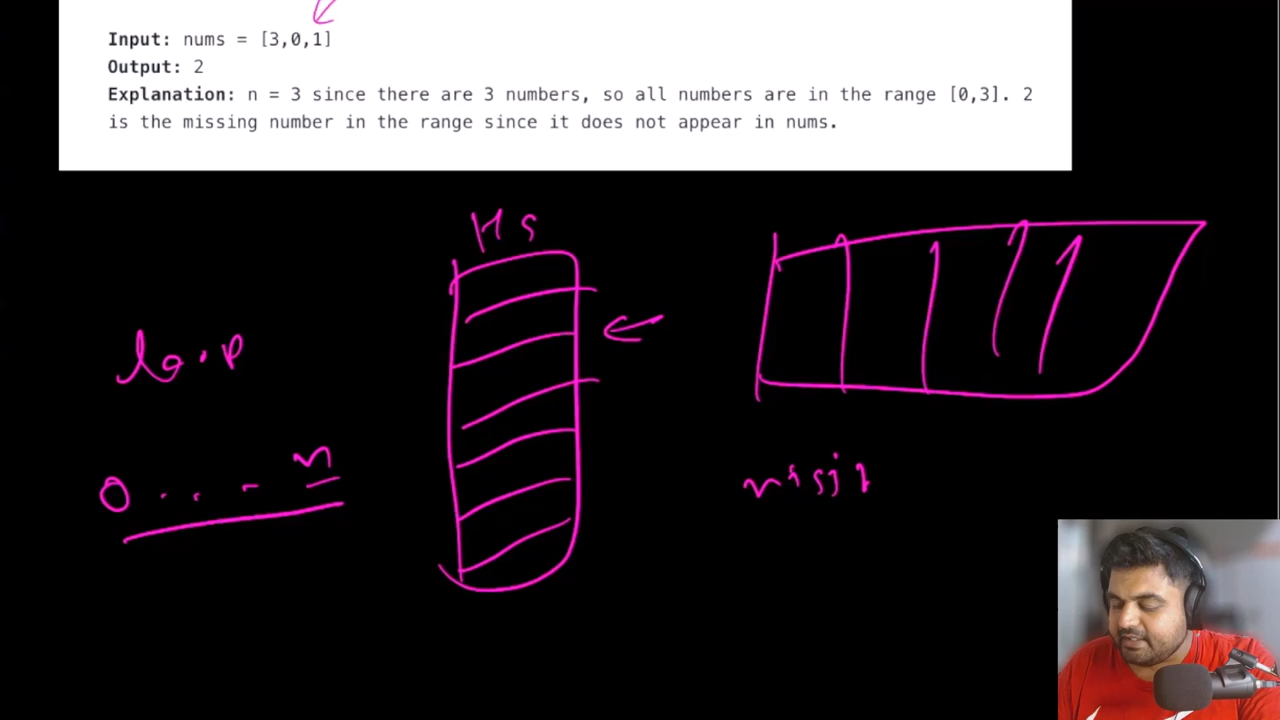 Input: nums = [3,0,1]
Output: 2
Explanation: n = 3 since there are 3 numbers, so all numbers are in the range [0,3]. 2
is the missing number in the range since it does not appear in nums.
HS
loop
0 . . . n